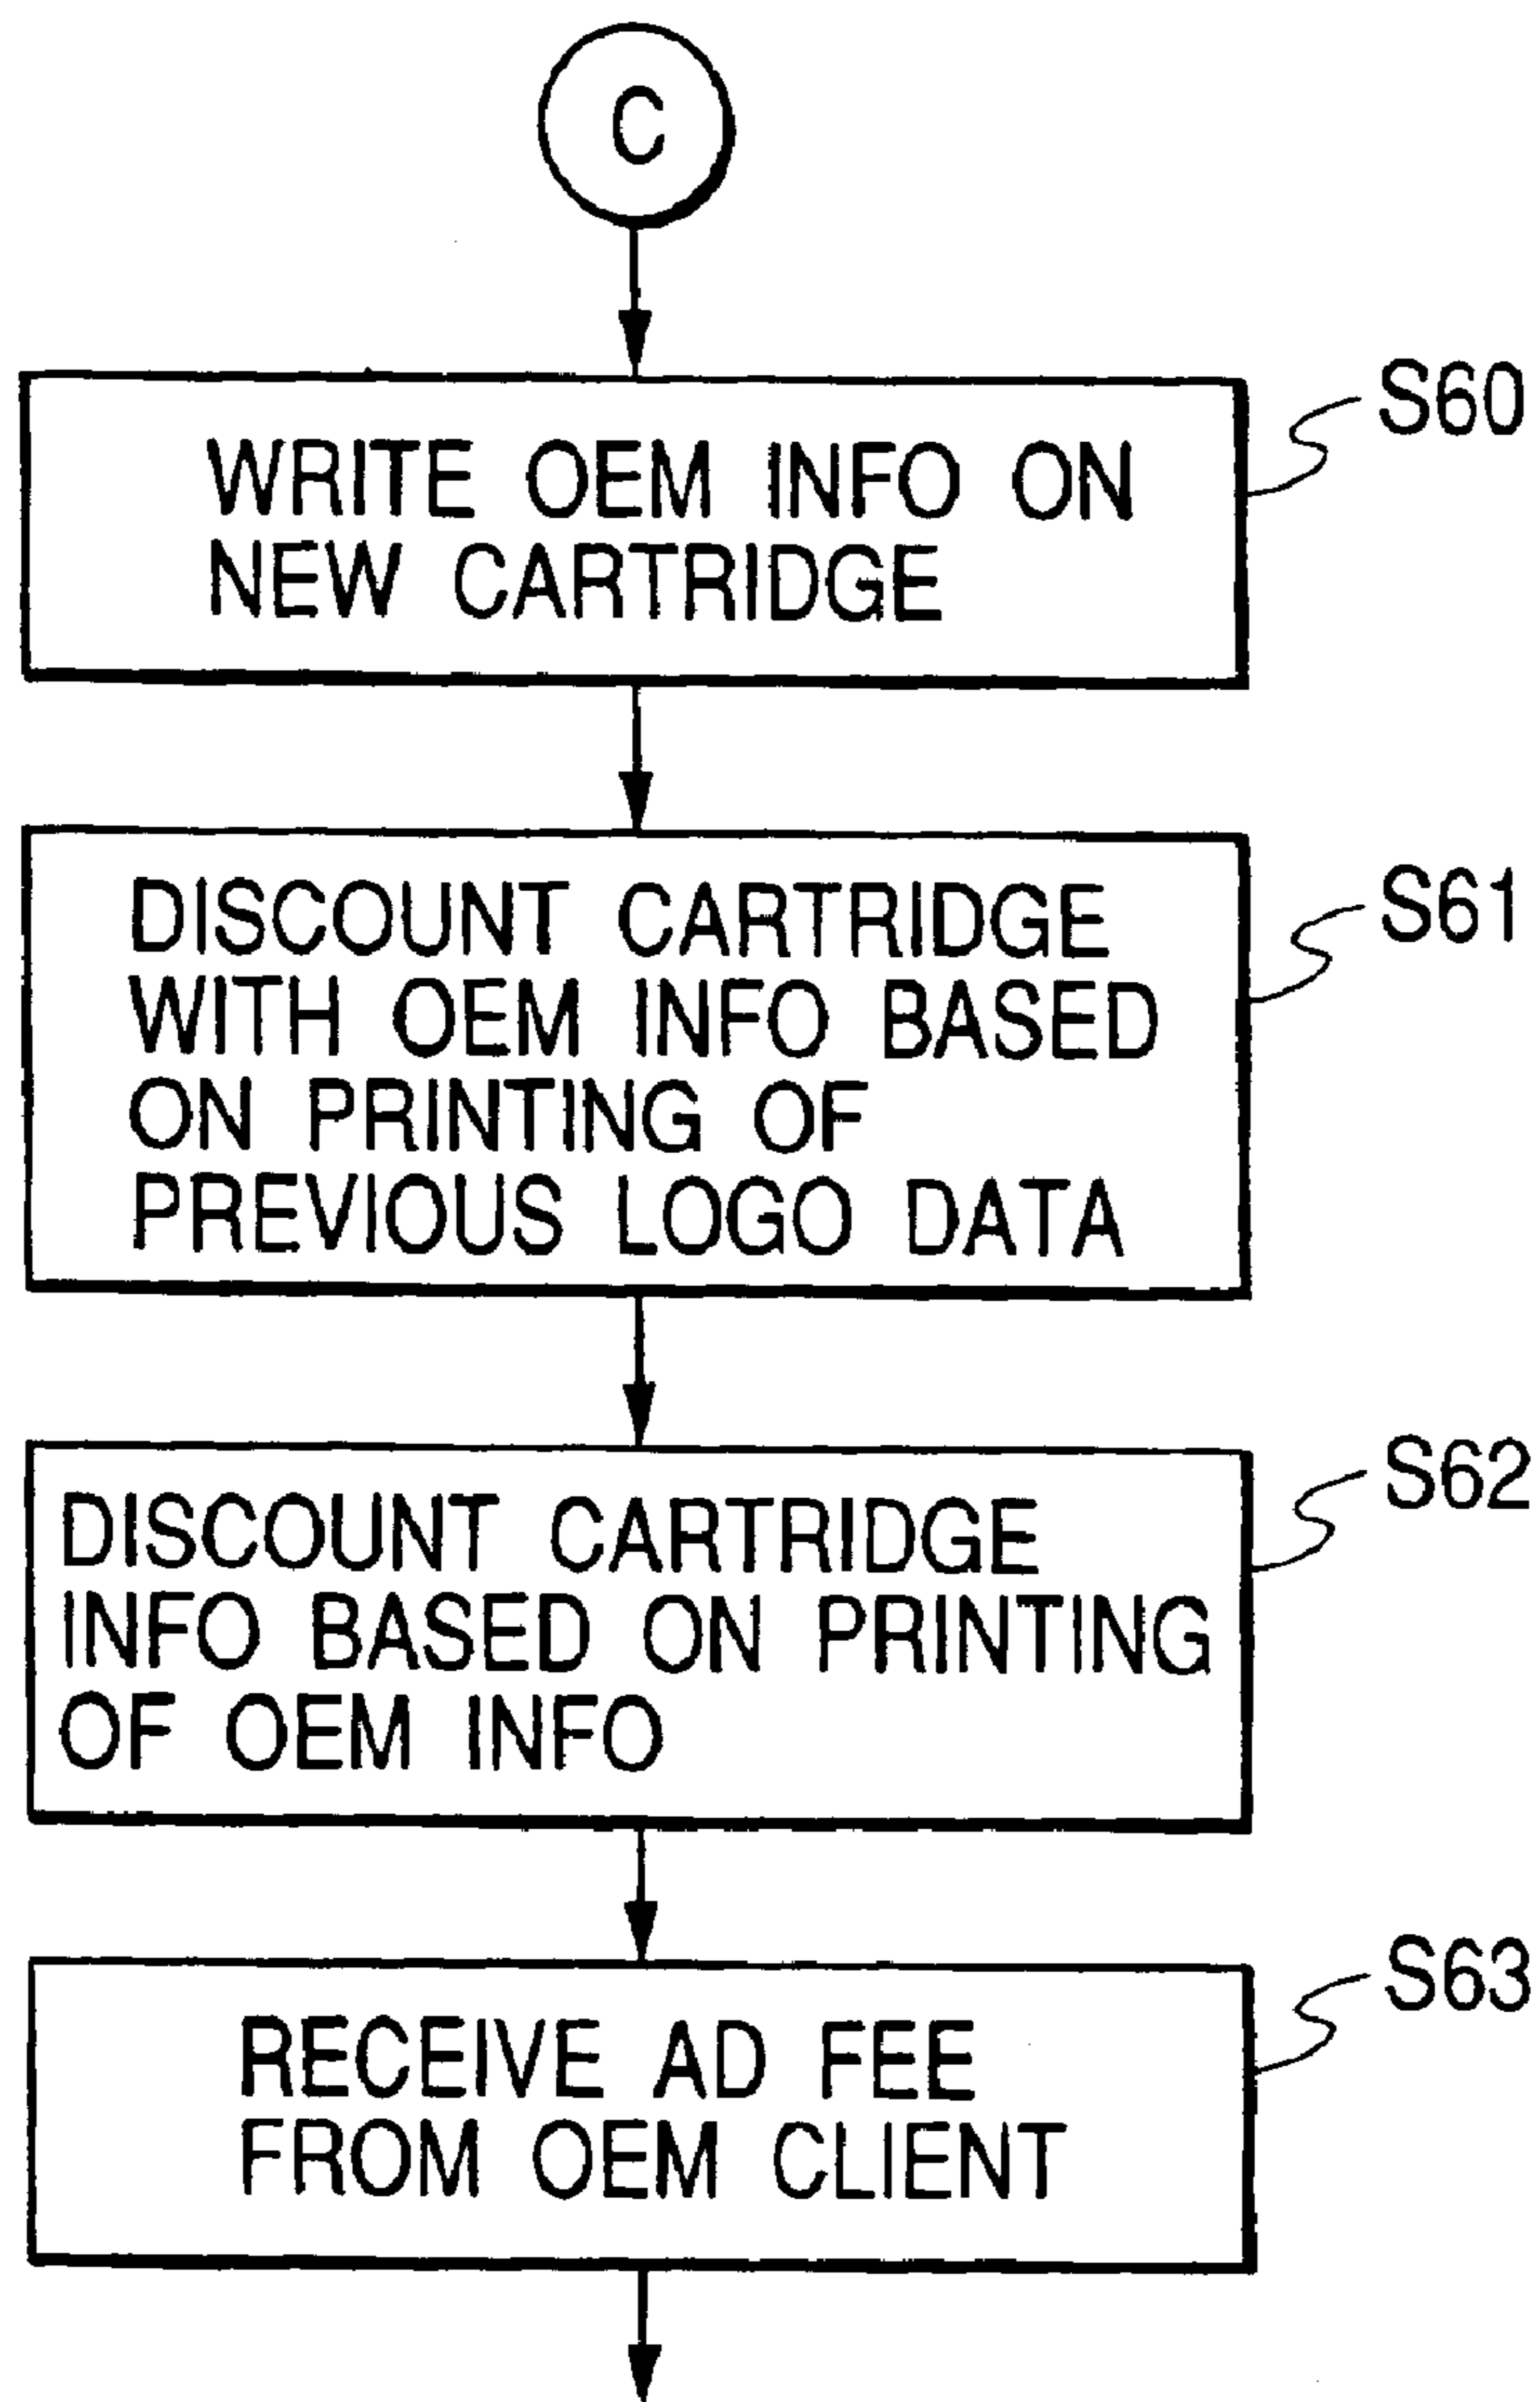 C
S60
WRITE OEM INFO ON
NEW CARTRIDGE
S61
DISCOUNT CARTRIDGE
WITH OEM INFO BASED
ON PRINTING OF
PREVIOUS LOGO DATA
S62
DISCOUNT CARTRIDGE
INFO BASED ON PRINTING
OF OEM INFO
S63
RECEIVE AD FEE
FROM OEM CLIENT